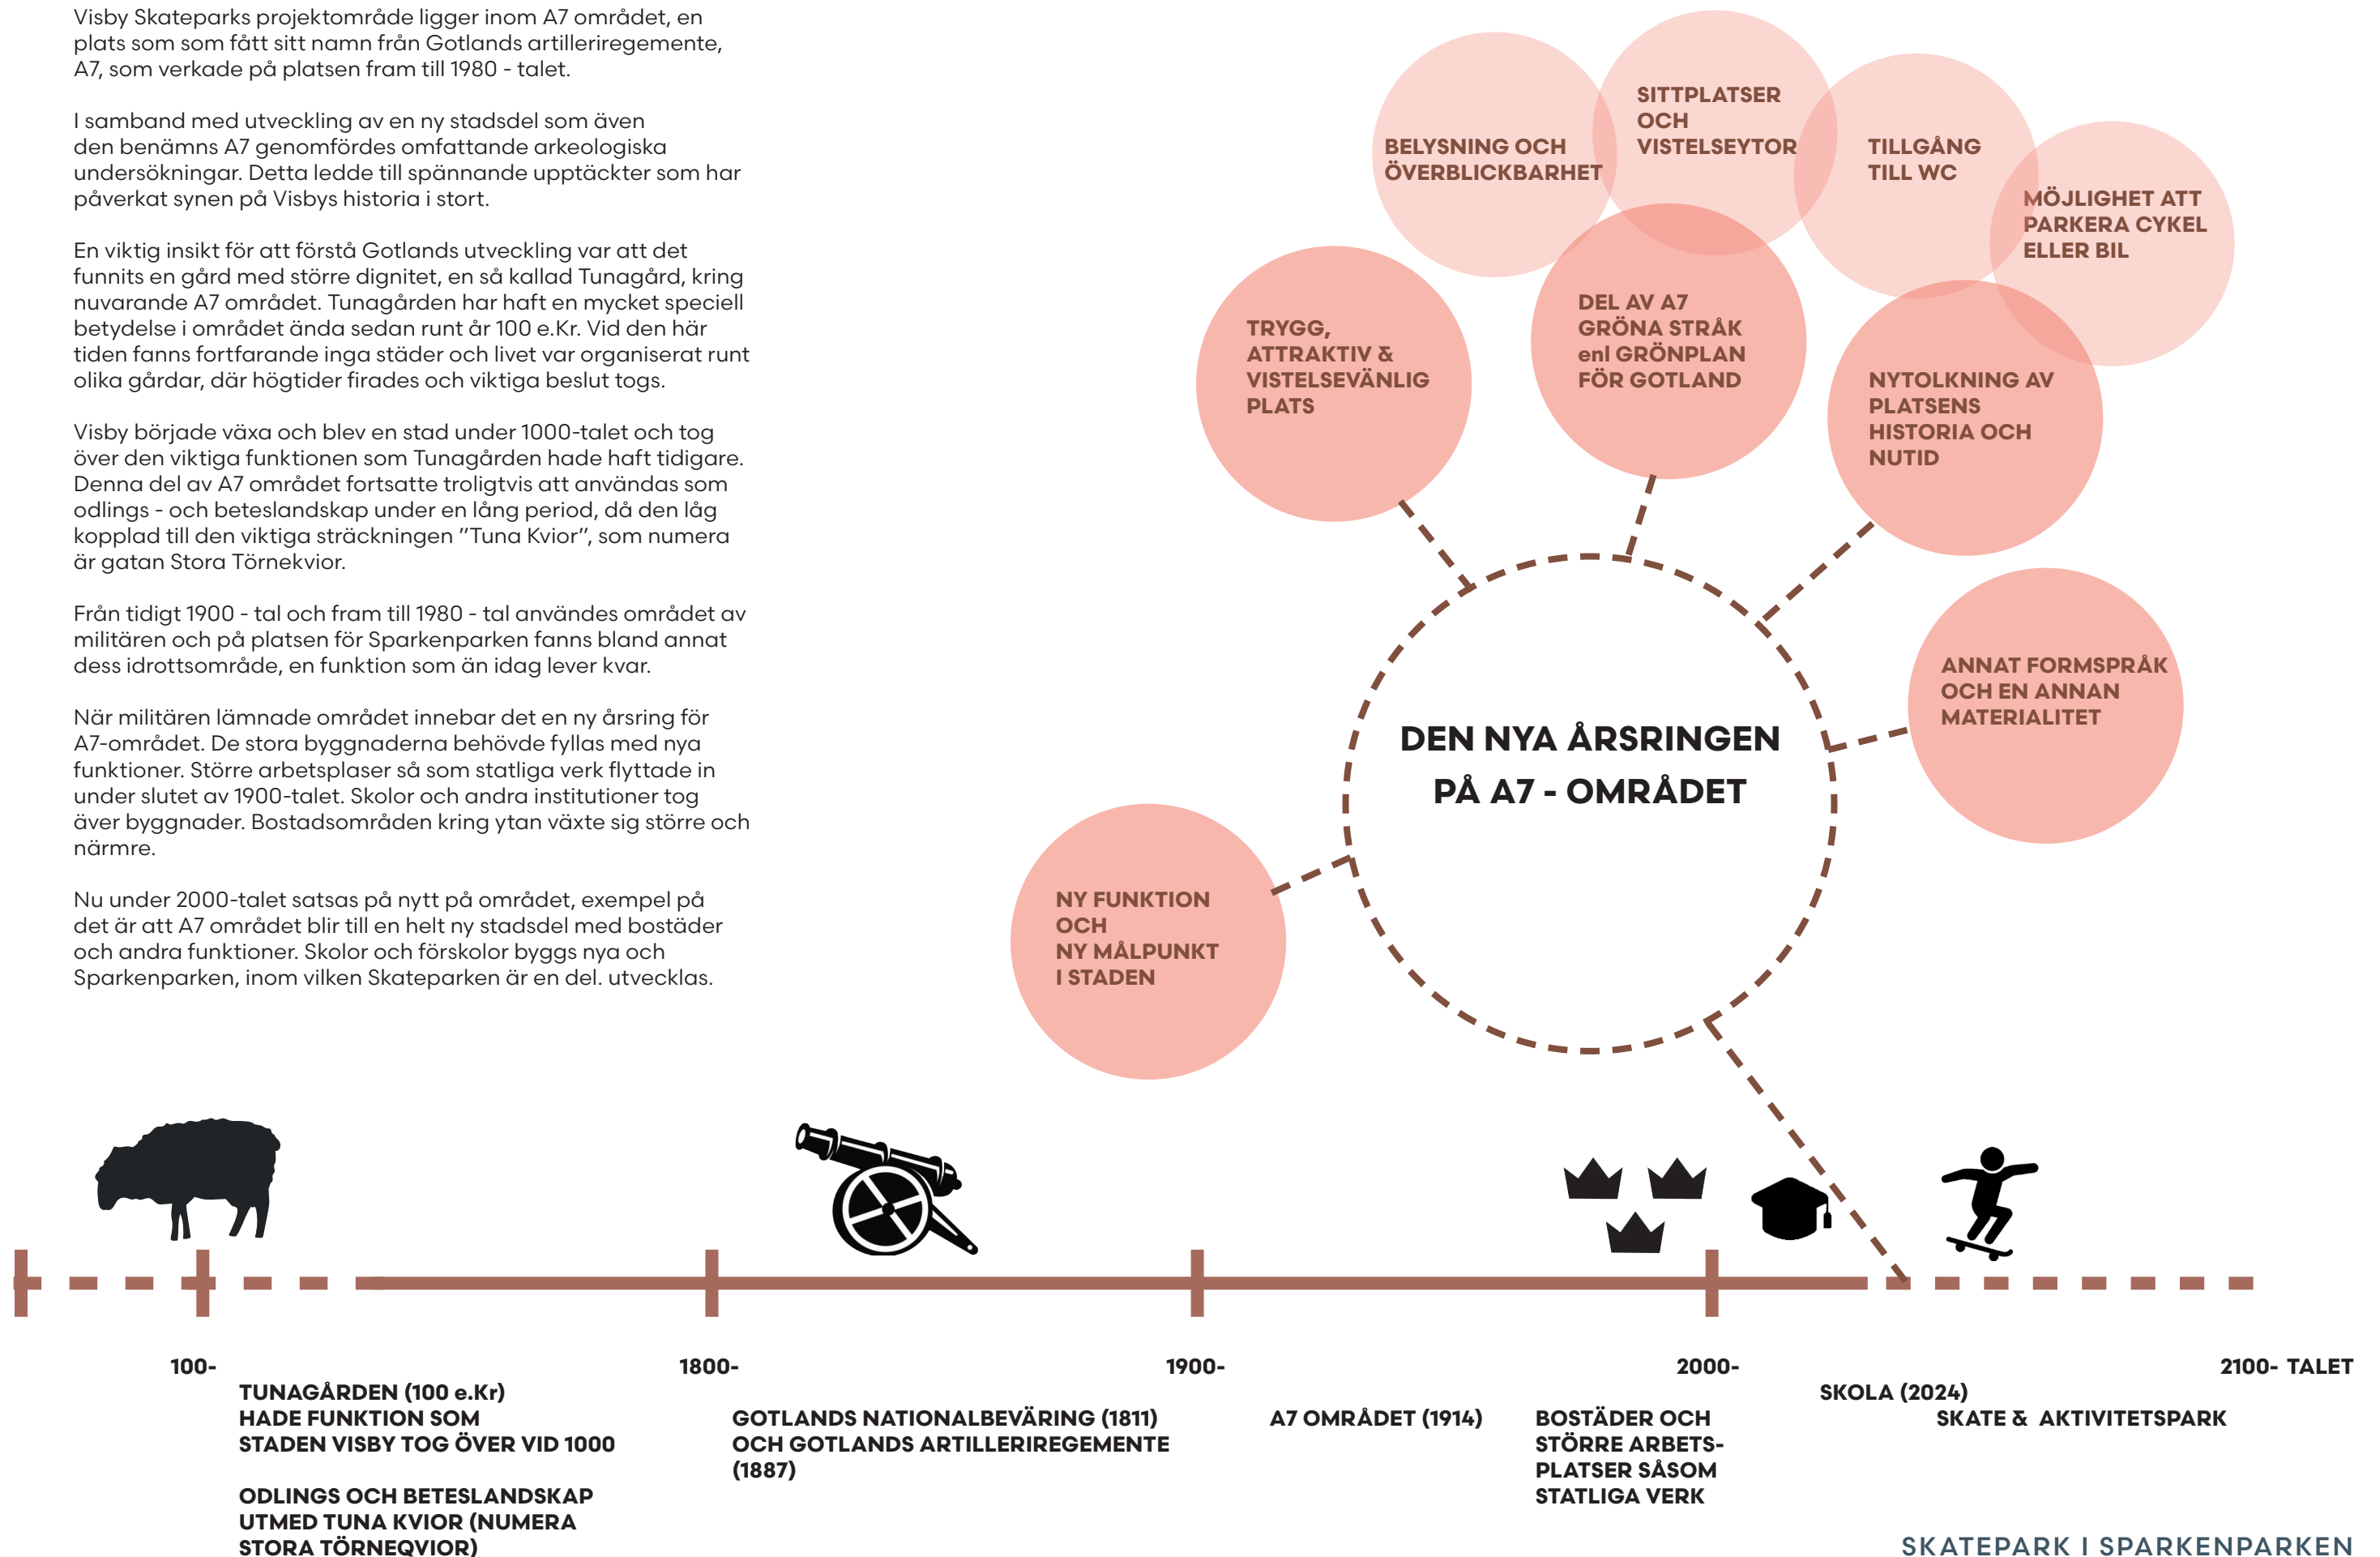 Visby Skateparks projektområde ligger inom A7 området, en
plats som som fått sitt namn från Gotlands artilleriregemente,
A7, som verkade på platsen fram till 1980 - talet.
I samband med utveckling av en ny stadsdel som även
den benämns A7 genomfördes omfattande arkeologiska
undersökningar. Detta ledde till spännande upptäckter som har
påverkat synen på Visbys historia i stort.
En viktig insikt för att förstå Gotlands utveckling var att det
funnits en gård med större dignitet, en så kallad Tunagård, kring
nuvarande A7 området. Tunagården har haft en mycket speciell
betydelse i området ända sedan runt år 100 e.Kr. Vid den här
tiden fanns fortfarande inga städer och livet var organiserat runt
olika gårdar, där högtider firades och viktiga beslut togs.
Visby började växa och blev en stad under 1000-talet och tog
över den viktiga funktionen som Tunagården hade haft tidigare.
Denna del av A7 området fortsatte troligtvis att användas som
odlings - och beteslandskap under en lång period, då den låg
kopplad till den viktiga sträckningen ”Tuna Kvior”, som numera
är gatan Stora Törnekvior.
Från tidigt 1900 - tal och fram till 1980 - tal användes området av
militären och på platsen för Sparkenparken fanns bland annat
dess idrottsområde, en funktion som än idag lever kvar.
När militären lämnade området innebar det en ny årsring för
A7-området. De stora byggnaderna behövde fyllas med nya
funktioner. Större arbetsplaser så som statliga verk flyttade in
under slutet av 1900-talet. Skolor och andra institutioner tog
äver byggnader. Bostadsområden kring ytan växte sig större och
närmre.
Nu under 2000-talet satsas på nytt på området, exempel på
det är att A7 området blir till en helt ny stadsdel med bostäder
och andra funktioner. Skolor och förskolor byggs nya och
Sparkenparken, inom vilken Skateparken är en del. utvecklas.
BELYSNING OCH
ÖVERBLICKBARHET
SITTPLATSER
OCH
VISTELSEYTOR
TILLGÅNG
TILL WC
MÖJLIGHET ATT
PARKERA CYKEL
ELLER BIL
TRYGG,
ATTRAKTIV &
VISTELSEVÄNLIG
PLATS
DEL AV A7
GRÖNA STRÅK
enl GRÖNPLAN
FÖR GOTLAND
NYTOLKNING AV
PLATSENS
HISTORIA OCH
NUTID
ANNAT FORMSPRÅK
OCH EN ANNAN
MATERIALITET
DEN NYA ÅRSRINGEN
PÅ A7 - OMRÅDET
NY FUNKTION
OCH
NY MÅLPUNKT
I STADEN
100-
1800-
1900-
2000-
2100- TALET
TUNAGÅRDEN (100 e.Kr)
HADE FUNKTION SOM
STADEN VISBY TOG ÖVER VID 1000
ODLINGS OCH BETESLANDSKAP
UTMED TUNA KVIOR (NUMERA
STORA TÖRNEQVIOR)
GOTLANDS NATIONALBEVÄRING (1811)
OCH GOTLANDS ARTILLERIREGEMENTE
(1887)
A7 OMRÅDET (1914)
BOSTÄDER OCH
STÖRRE ARBETS-
PLATSER SÅSOM
STATLIGA VERK
SKOLA (2024)
SKATE & AKTIVITETSPARK
SKATEPARK I SPARKENPARKEN